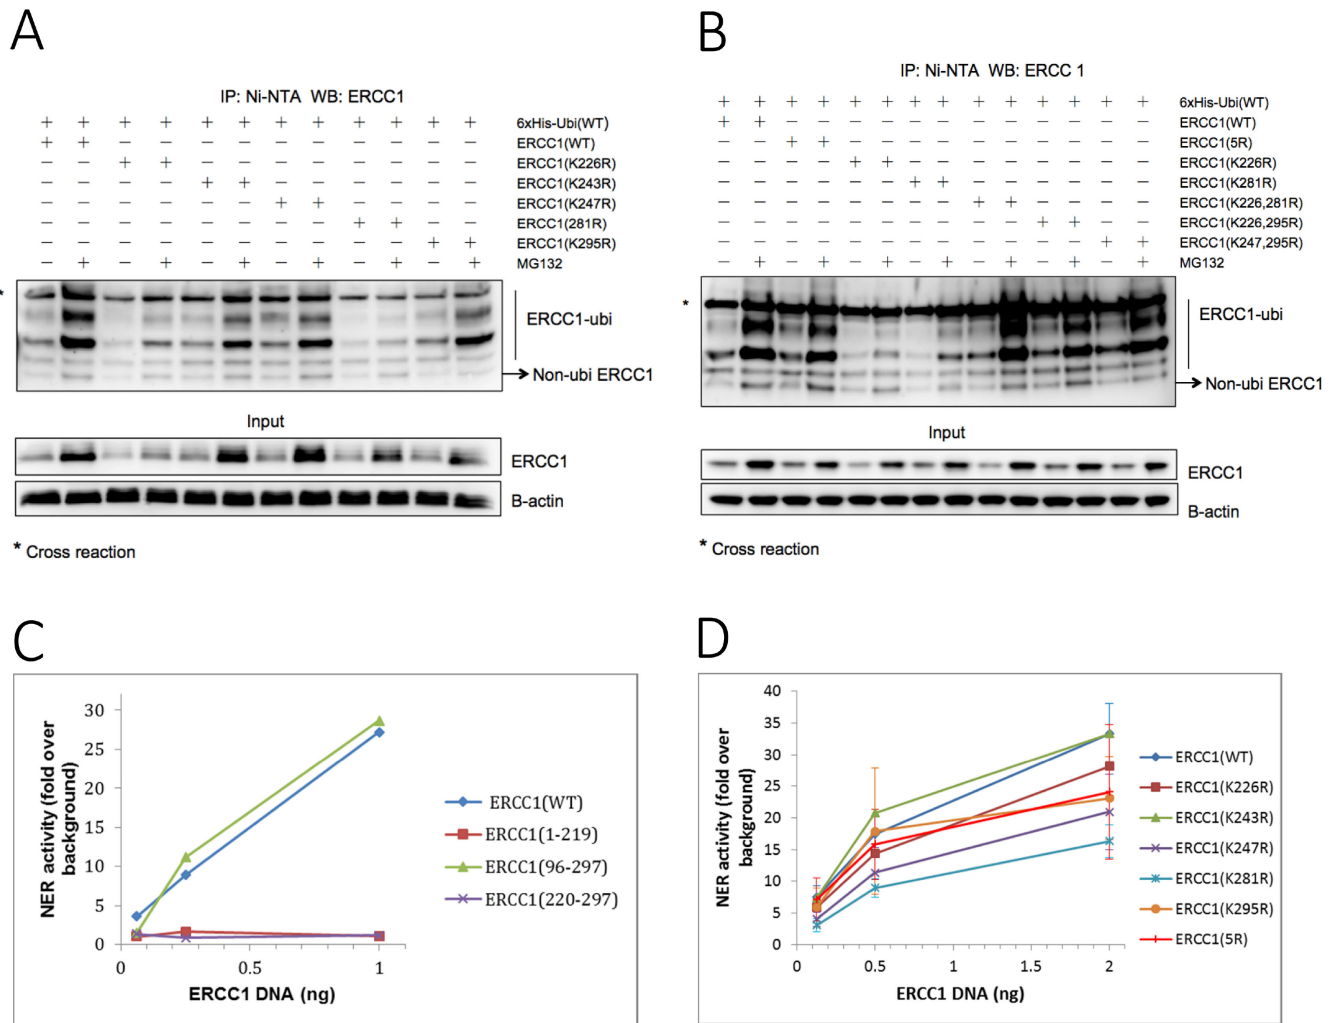 A
IP: Ni-NTA WB: ERCC1
+ + + + + + + + + + + + 6xHis-Ubi(WT)
+ + − − − − − − − − − − ERCC1(WT)
− − + + − − − − − − − − ERCC1(K226R)
− − − − + + − − − − − − ERCC1(K243R)
− − − − − − + + − − − − ERCC1(K247R)
− − − − − − − − + + − − ERCC1(281R)
− − − − − − − − − − + + ERCC1(K295R)
− + − + − + − + − + − + MG132
*
ERCC1-ubi
Non-ubi ERCC1
Input
ERCC1
B-actin
* Cross reaction
B
IP: Ni-NTA WB: ERCC 1
+ + + + + + + + + + + + + + 6xHis-Ubi(WT)
+ + − − − − − − − − − − − − ERCC1(WT)
− − + + − − − − − − − − − − ERCC1(5R)
− − − − + + − − − − − − − − ERCC1(K226R)
− − − − − − + + − − − − − − ERCC1(K281R)
− − − − − − − − + + − − − − ERCC1(K226,281R)
− − − − − − − − − − + + − − ERCC1(K226,295R)
− − − − − − − − − − − − + + ERCC1(K247,295R)
− + − + − + − + − + − + − + MG132
*
ERCC1-ubi
Non-ubi ERCC1
Input
ERCC1
B-actin
* Cross reaction
C
NER activity (fold over
background)
30
25
20
15
10
5
0
0 0.5 1
ERCC1 DNA (ng)
ERCC1(WT)
ERCC1(1-219)
ERCC1(96-297)
ERCC1(220-297)
D
NER activity (fold over
background)
40
35
30
25
20
15
10
5
0
0 0.5 1 1.5 2
ERCC1 DNA (ng)
ERCC1(WT)
ERCC1(K226R)
ERCC1(K243R)
ERCC1(K247R)
ERCC1(K281R)
ERCC1(K295R)
ERCC1(5R)